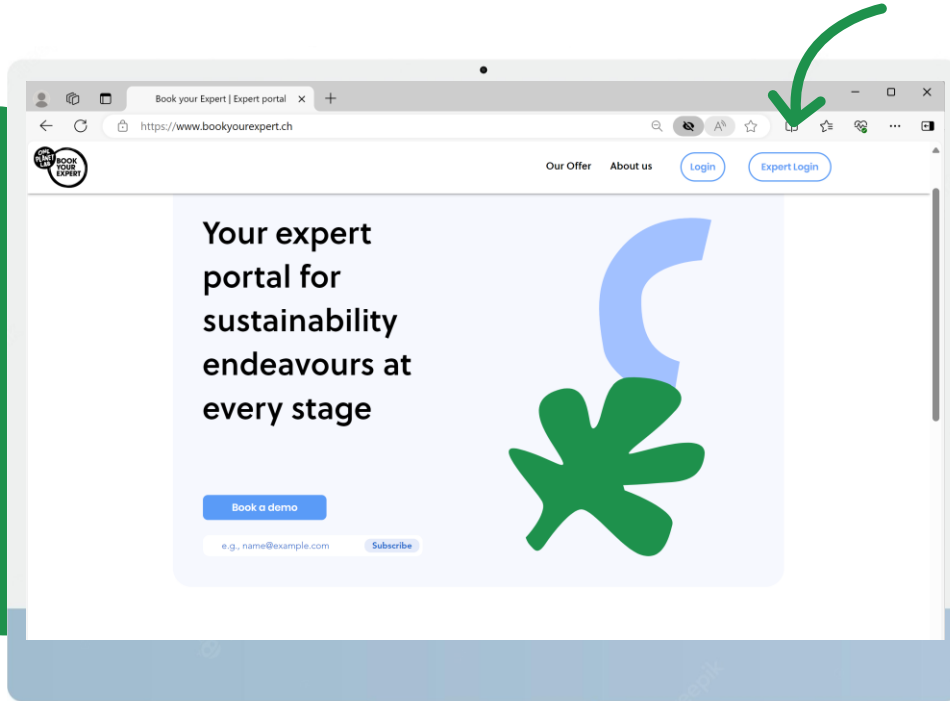 Book your Expert | Expert portal
https://www.bookyourexpert.ch
ONE
PLANET
LAB
BOOK
YOUR
EXPERT
Our Offer
About us
Login
Expert Login
Your expert
portal for
sustainability
endeavours at
every stage
Book a demo
e.g., name@example.com
Subscribe